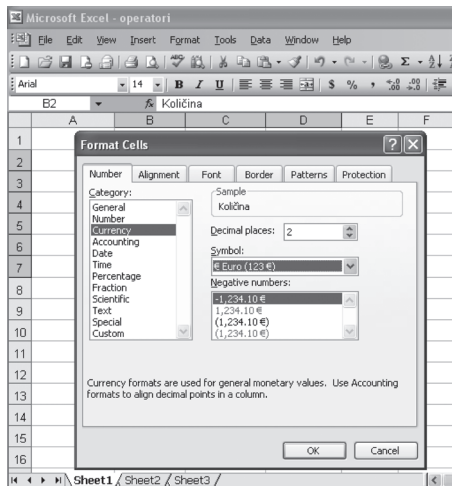 Microsoft Excel - operatori
File Edit View Insert Format Tools Data Window Help
Arial 14 B I U $ % ,
B2 fx Količina
A B C D E F
1
Format Cells
2
Number Alignment Font Border Patterns Protection
3
Category: Sample
4
General Količina
Number
5
Currency Decimal places: 2
Accounting
6
Date Symbol:
Time € Euro (123 €)
7
Percentage Negative numbers:
8
Fraction -1,234.10 €
Scientific 1,234.10 €
9
Text (1,234.10 €)
Special (1,234.10 €)
10
Custom
11
12
Currency formats are used for general monetary values. Use Accounting
13
formats to align decimal points in a column.
14
15
OK Cancel
16
Sheet1 Sheet2 Sheet3